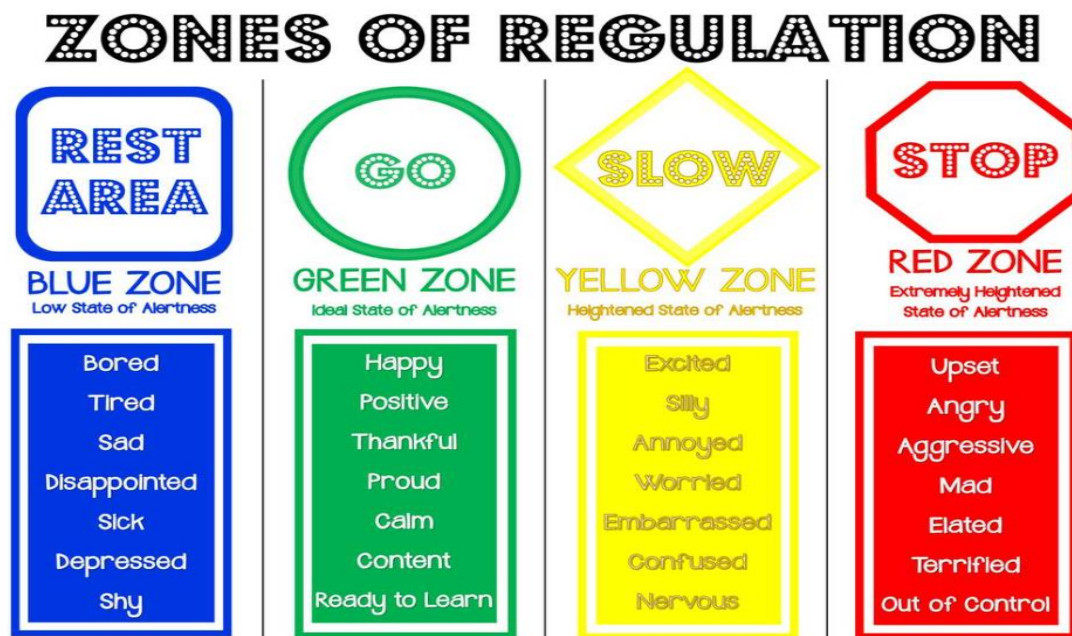 ZONES OF REGULATION
REST
AREA
BLUE ZONE
Low State of Alertness
Bored
Tired
Sad
Disappointed
Sick
Depressed
Shy
GO
GREEN ZONE
Ideal State of Alertness
Happy
Positive
Thankful
Proud
Calm
Content
Ready to Learn
SLOW
YELLOW ZONE
Heightened State of Alertness
Excited
Silly
Annoyed
Worried
Embarrassed
Confused
Nervous
STOP
RED ZONE
Extremely Heightened
State of Alertness
Upset
Angry
Aggressive
Mad
Elated
Terrified
Out of Control